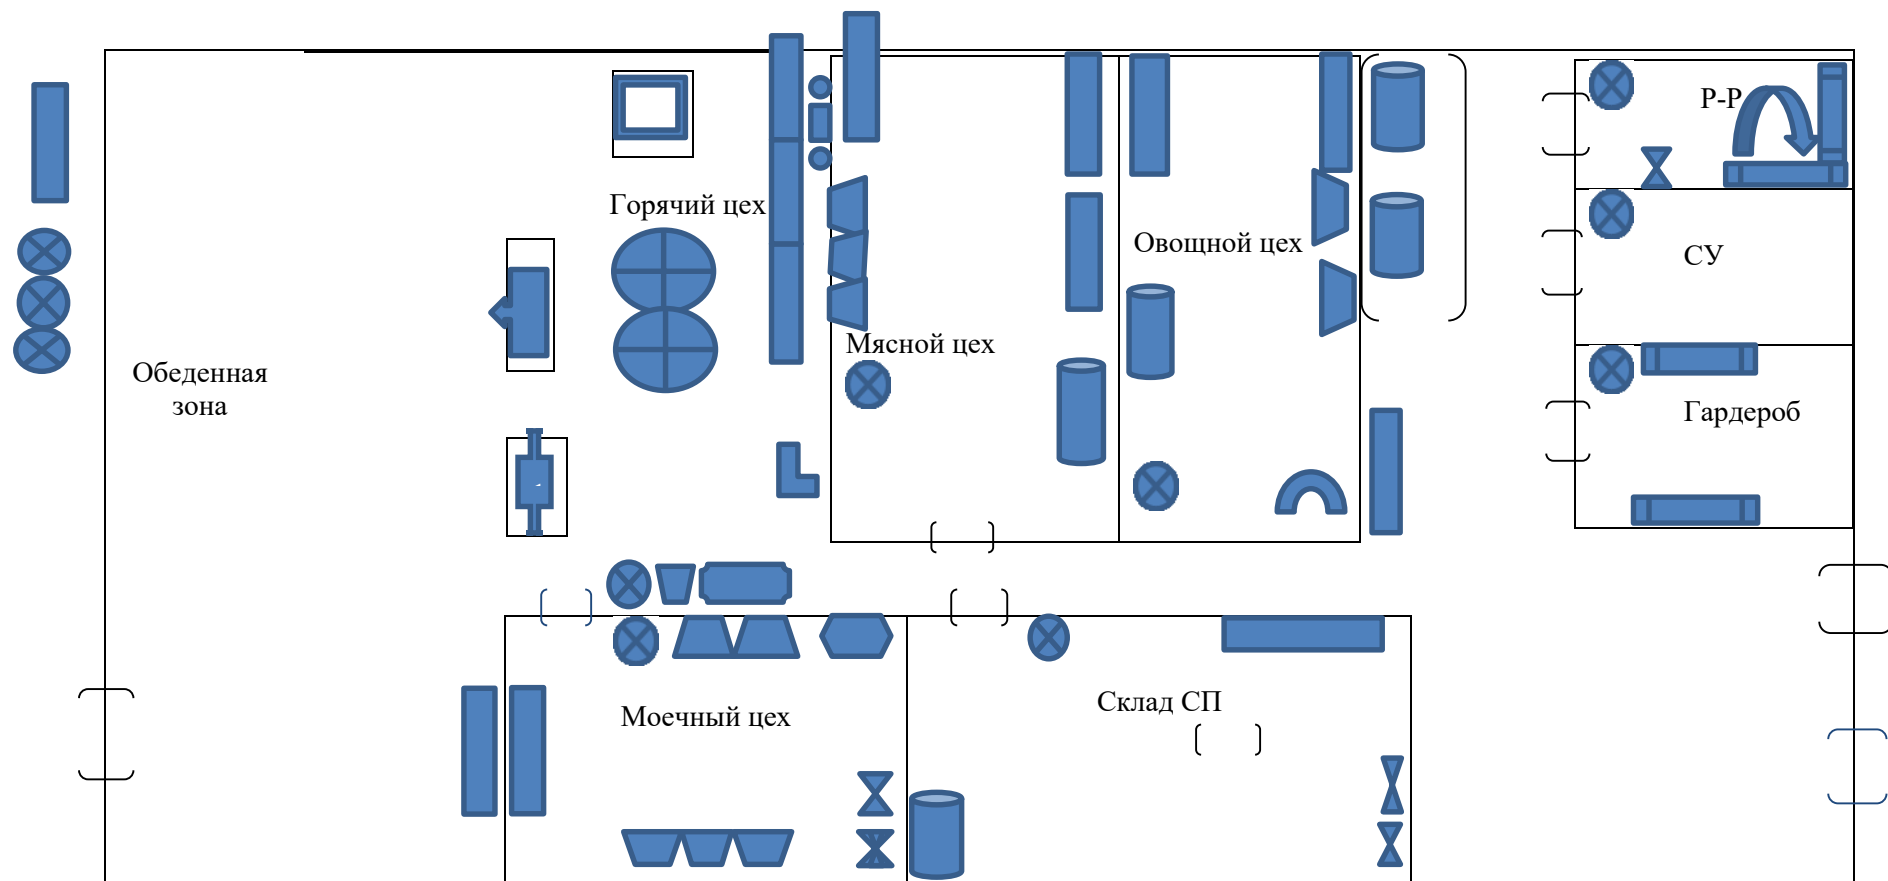 Р-Р
Горячий цех
Овощной цех
СУ
Мясной цех
Обеденная
зона
Гардероб
Склад СП
Моечный цех